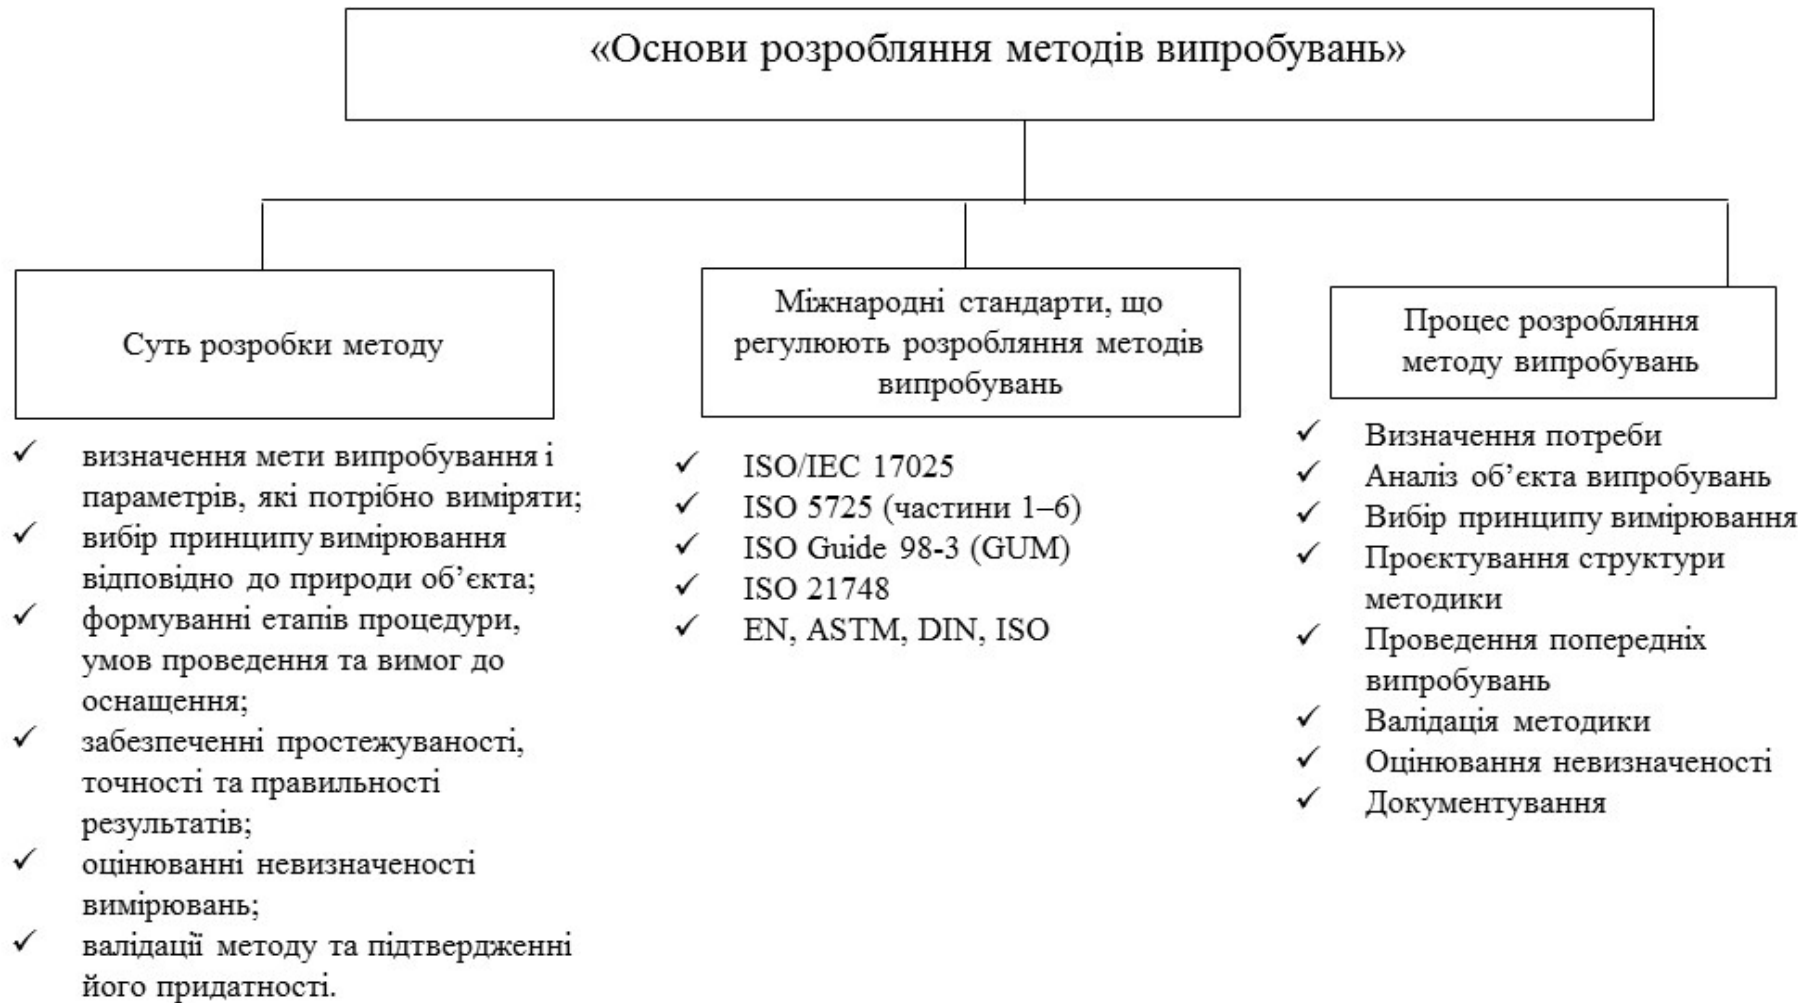 «Основи розробляння методів випробувань»
Суть розробки методу
✓ визначення мети випробування і
параметрів, які потрібно виміряти;
✓ вибір принципу вимірювання
відповідно до природи об’єкта;
✓ формуванні етапів процедури,
умов проведення та вимог до
оснащення;
✓ забезпеченні простежуваності,
точності та правильності
результатів;
✓ оцінюванні невизначеності
вимірювань;
✓ валідації методу та підтвердженні
його придатності.
Міжнародні стандарти, що
регулюють розробляння методів
випробувань
✓ ISO/IEC 17025
✓ ISO 5725 (частини 1–6)
✓ ISO Guide 98-3 (GUM)
✓ ISO 21748
✓ EN, ASTM, DIN, ISO
Процес розробляння
методу випробувань
✓ Визначення потреби
✓ Аналіз об’єкта випробувань
✓ Вибір принципу вимірювання
✓ Проєктування структури
методики
✓ Проведення попередніх
випробувань
✓ Валідація методики
✓ Оцінювання невизначеності
✓ Документування